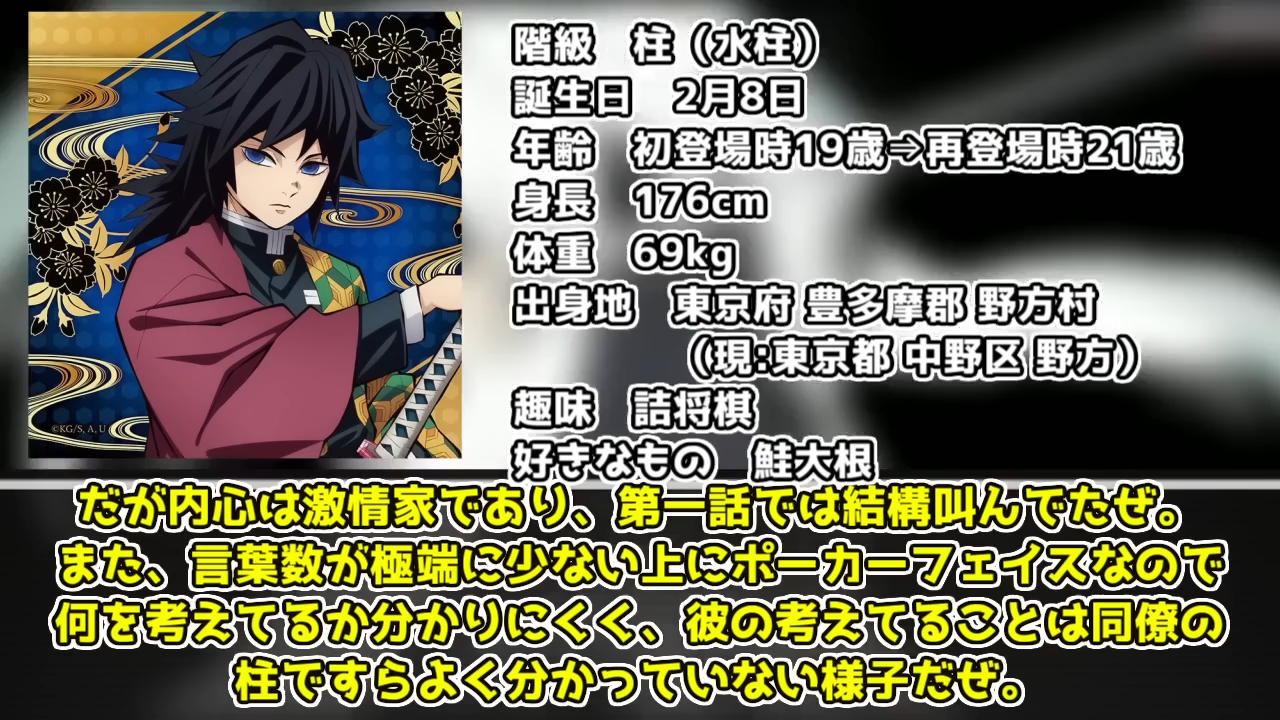 階級　柱（水柱）
誕生日　2月8日
年齢　初登場時19歳⇒再登場時21歳
身長　176cm
体重　69kg
出身地　東京府 豊多摩郡 野方村
（現:東京都 中野区 野方）
趣味　詰将棋
好きなもの　鮭大根
©KG/S, A, U
だが内心は激情家であり、第一話では結構叫んでたぜ。
また、言葉数が極端に少ない上にポーカーフェイスなので
何を考えてるか分かりにくく、彼の考えてることは同僚の
柱ですらよく分かっていない様子だぜ。